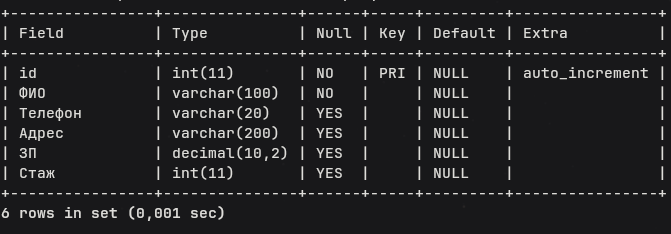 +---------------+---------------+------+-----+---------+----------------+
| Field         | Type          | Null | Key | Default | Extra          |
+---------------+---------------+------+-----+---------+----------------+
| id            | int(11)       | NO   | PRI | NULL    | auto_increment |
| ФИО           | varchar(100)  | NO   |     | NULL    |                |
| Телефон       | varchar(20)   | YES  |     | NULL    |                |
| Адрес         | varchar(200)  | YES  |     | NULL    |                |
| ЗП            | decimal(10,2) | YES  |     | NULL    |                |
| Стаж          | int(11)       | YES  |     | NULL    |                |
+---------------+---------------+------+-----+---------+----------------+
6 rows in set (0,001 sec)